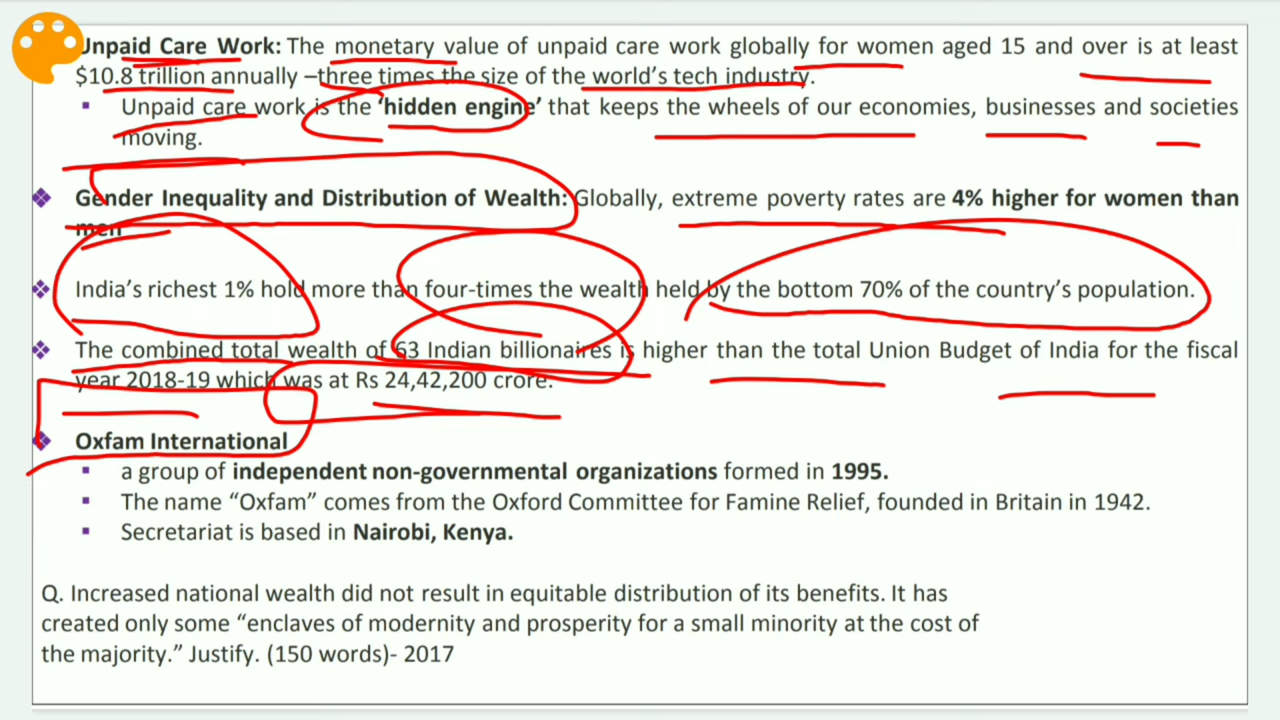 Unpaid Care Work: The monetary value of unpaid care work globally for women aged 15 and over is at least
$10.8 trillion annually –three times the size of the world's tech industry.
▪ Unpaid care work is the 'hidden engine' that keeps the wheels of our economies, businesses and societies
moving.
❖ Gender Inequality and Distribution of Wealth: Globally, extreme poverty rates are 4% higher for women than
men
❖ India's richest 1% hold more than four-times the wealth held by the bottom 70% of the country's population.
❖ The combined total wealth of 63 Indian billionaires is higher than the total Union Budget of India for the fiscal
year 2018-19 which was at Rs 24,42,200 crore.
❖ Oxfam International
▪ a group of independent non-governmental organizations formed in 1995.
▪ The name “Oxfam” comes from the Oxford Committee for Famine Relief, founded in Britain in 1942.
▪ Secretariat is based in Nairobi, Kenya.
Q. Increased national wealth did not result in equitable distribution of its benefits. It has
created only some “enclaves of modernity and prosperity for a small minority at the cost of
the majority.” Justify. (150 words)- 2017